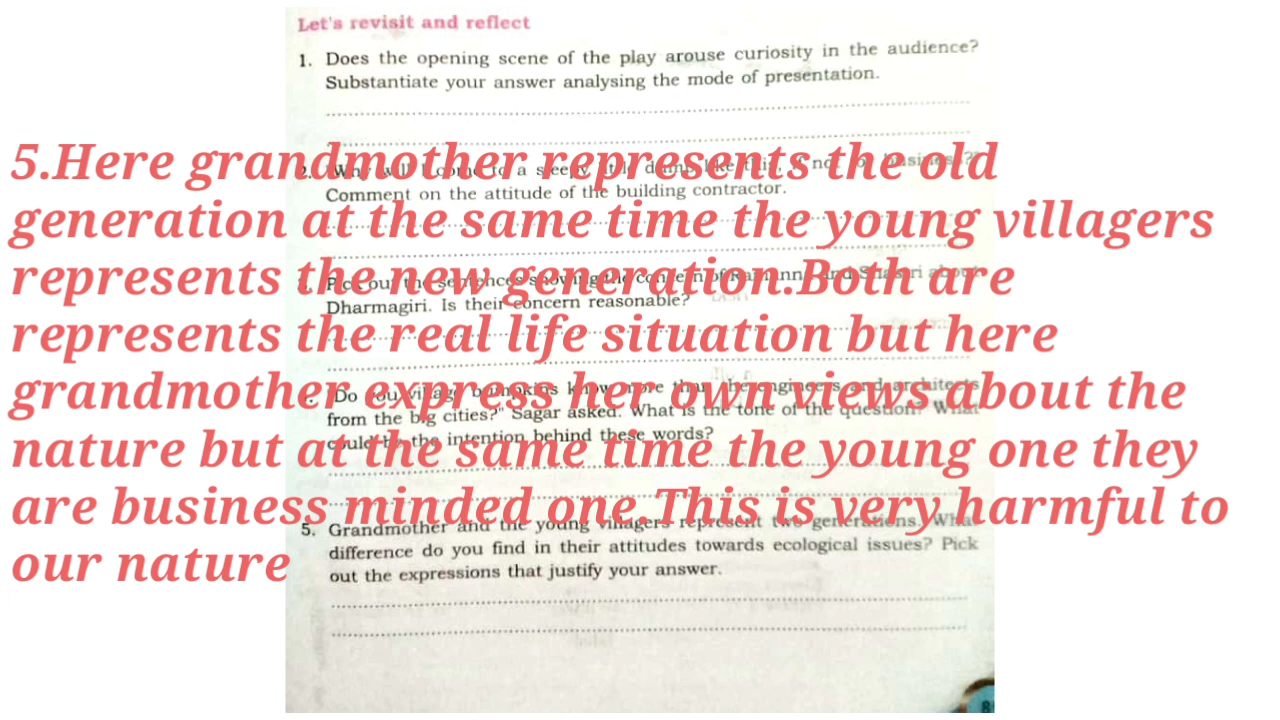 Let's revisit and reflect
1. Does the opening scene of the play arouse curiosity in the audience?
Substantiate your answer analysing the mode of presentation.
5.Here grandmother represents the old
generation at the same time the young villagers
represents the new generation.Both are
represents the real life situation but here
grandmother express her own views about the
nature but at the same time the young one they
are business minded one.This is very harmful to
our nature
Comment on the attitude of the building contractor.
Dharmagiri. Is their concern reasonable?
from the big cities?" Sagar asked. What is the tone of the question? What
could be the intention behind these words?
5. Grandmother and the young villagers represent two generations. What
difference do you find in their attitudes towards ecological issues? Pick
out the expressions that justify your answer.